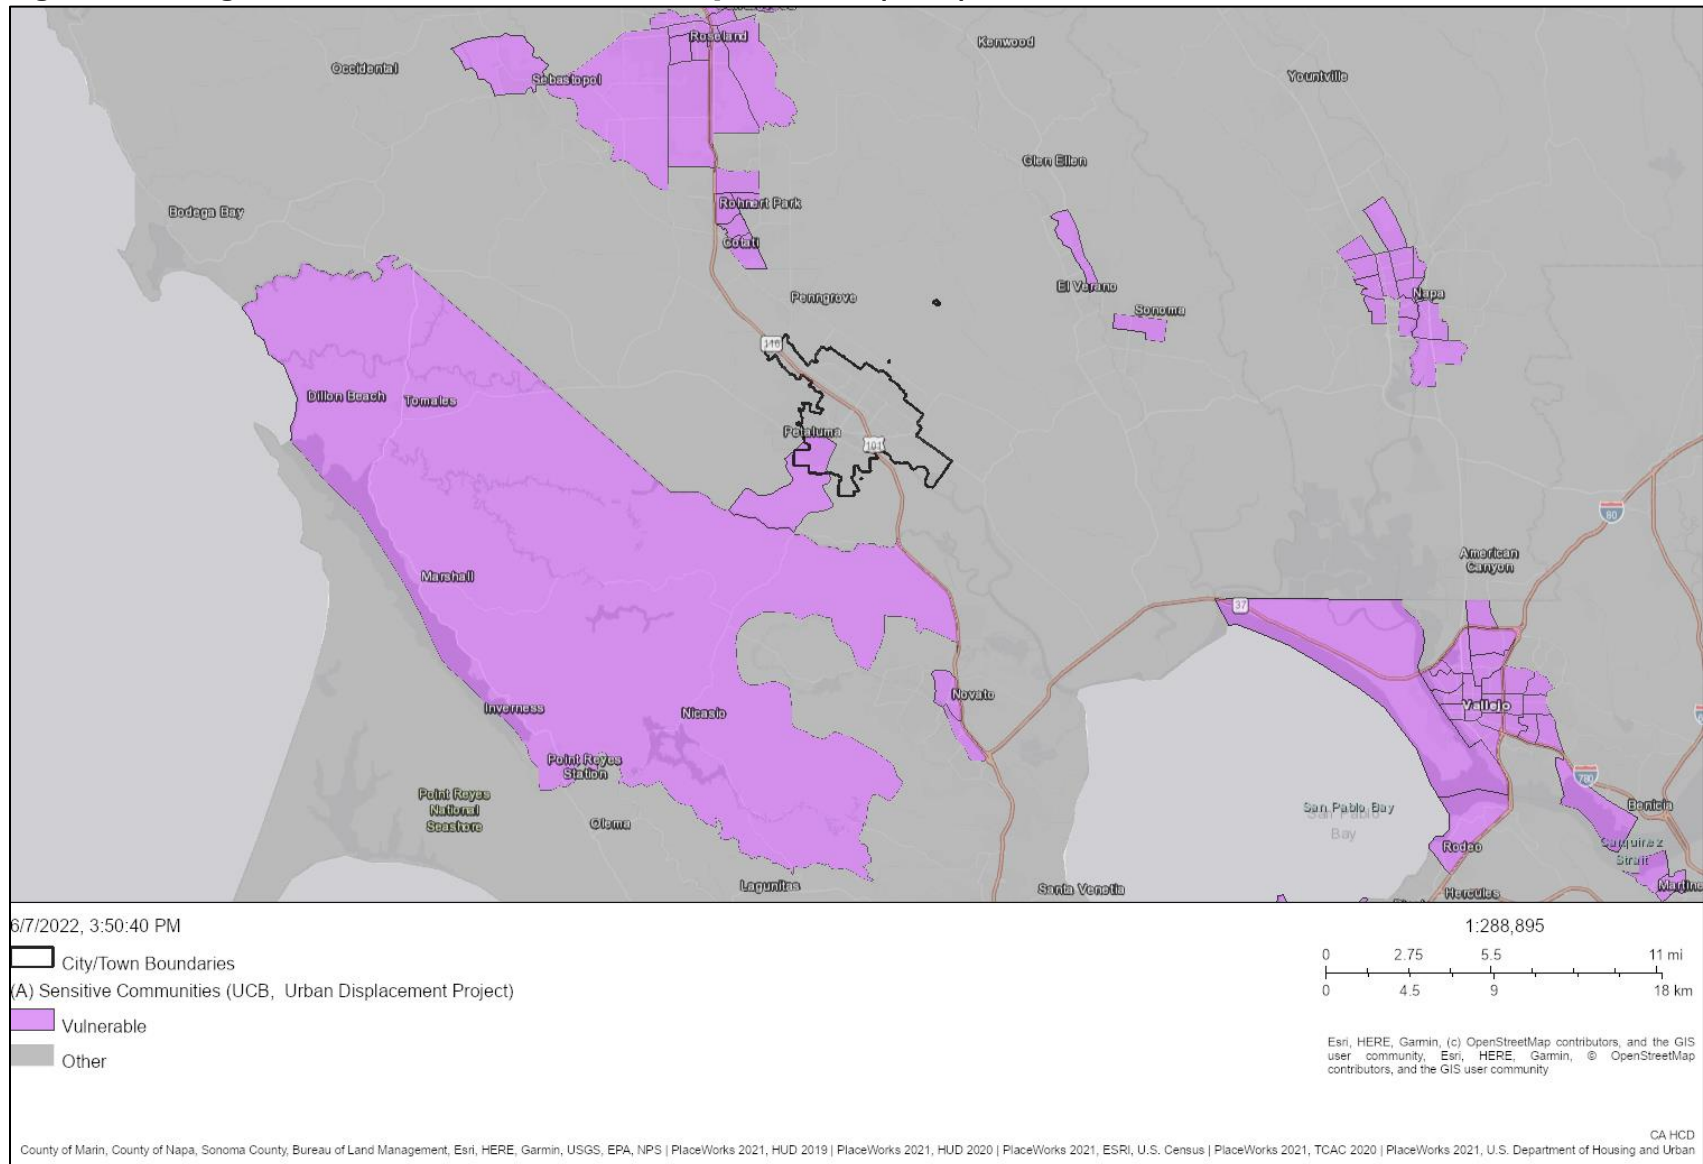 Roseland
Kenwood
Occidental
Sebastopol
Yountville
Glen Ellen
Rohnert Park
Bodega Bay
Cotati
El Verano
Napa
Penngrove
Sonoma
116
Dillon Beach
Tomales
Petaluma
101
80
American
Canyon
Marshall
37
Novato
Inverness
Nicasio
Vallejo
Point Reyes
Station
780
Point Reyes
National
Seashore
Olema
San Pablo Bay
San Pablo
Bay
Benicia
Carquinez
Strait
Rodeo
Lagunitas
Santa Venetia
Hercules
6/7/2022, 3:50:40 PM
1:288,895
City/Town Boundaries
0 2.75 5.5 11 mi
0 4.5 9 18 km
(A) Sensitive Communities (UCB, Urban Displacement Project)
Vulnerable
Other
Esri, HERE, Garmin, (c) OpenStreetMap contributors, and the GIS
user community, Esri, HERE, Garmin, © OpenStreetMap
contributors, and the GIS user community
CA HCD
County of Marin, County of Napa, Sonoma County, Bureau of Land Management, Esri, HERE, Garmin, USGS, EPA, NPS | PlaceWorks 2021, HUD 2019 | PlaceWorks 2021, HUD 2020 | PlaceWorks 2021, ESRI, U.S. Census | PlaceWorks 2021, TCAC 2020 | PlaceWorks 2021, U.S. Department of Housing and Urban